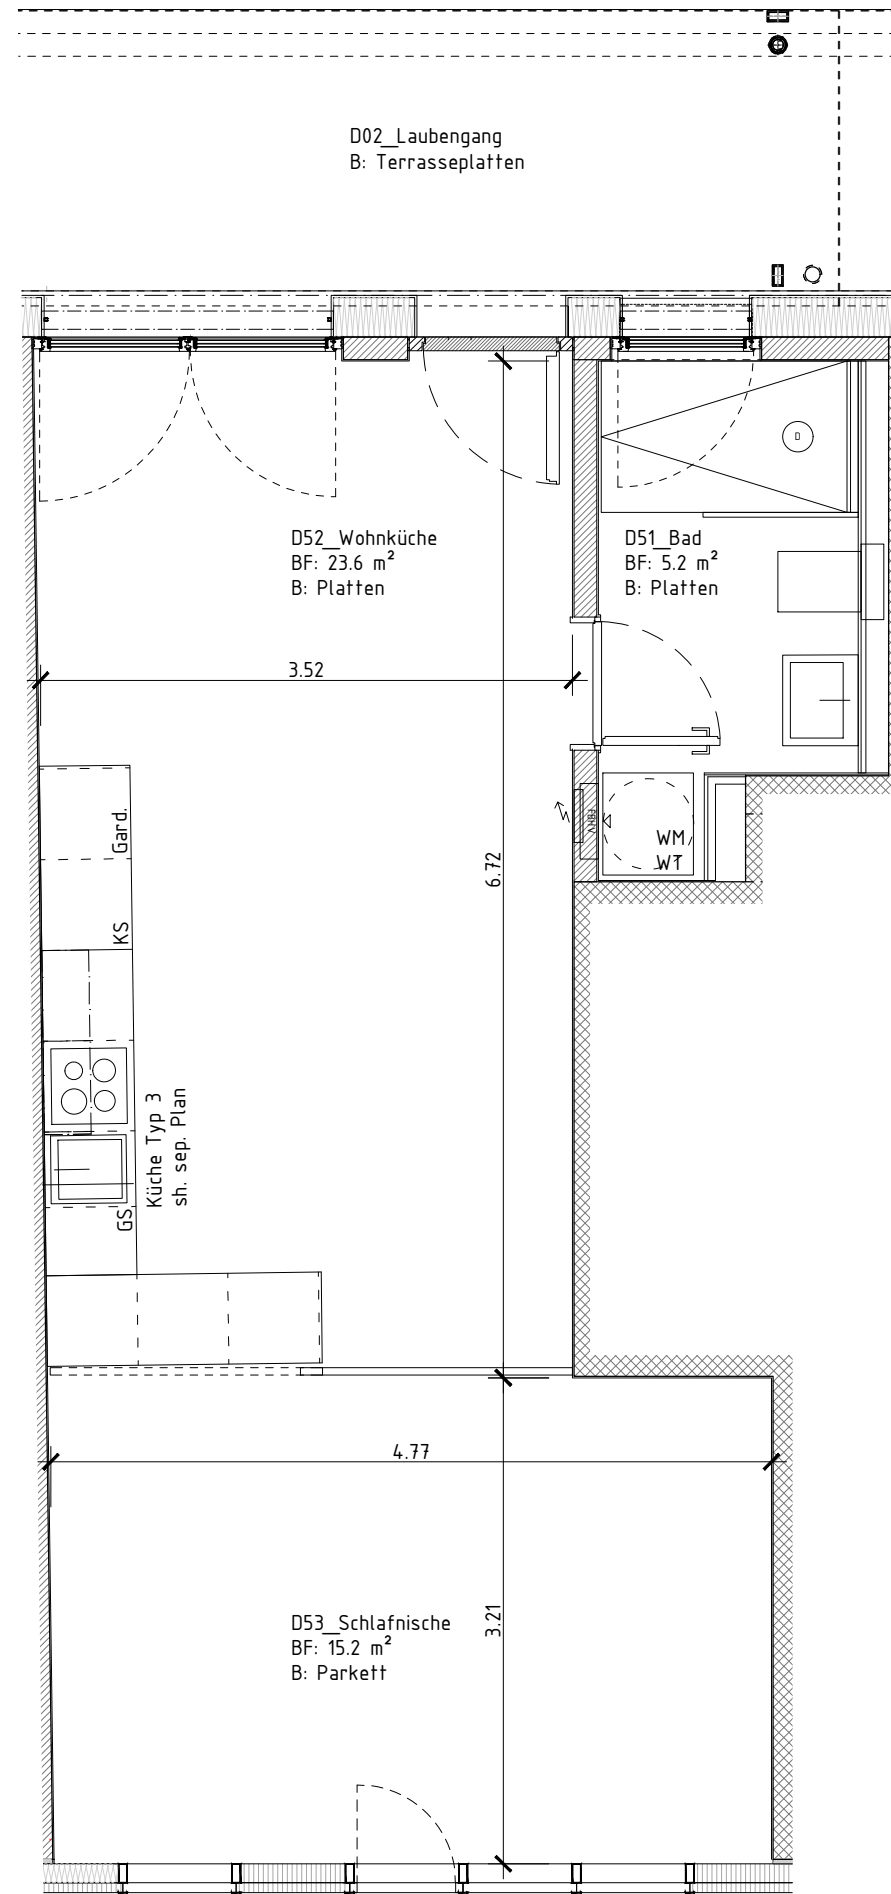 D02_Laubengang
B: Terrasseplatten
D52_Wohnküche
BF: 23.6 m²
B: Platten
D51_Bad
BF: 5.2 m²
B: Platten
3.52
Gard.
6.72
FBHV
WM
WT
KS
Küche Typ 3
sh. sep. Plan
GS
4.77
3.21
D53_Schlafnische
BF: 15.2 m²
B: Parkett